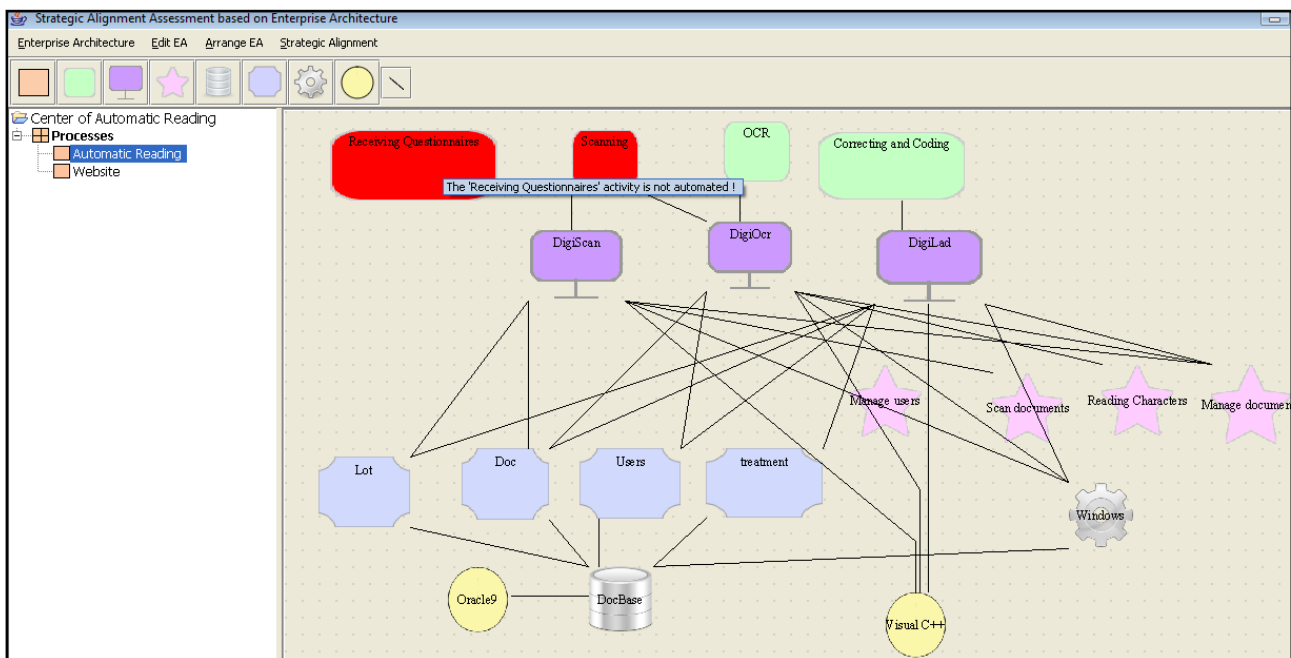 Strategic Alignment Assessment based on Enterprise Architecture
Enterprise Architecture Edit EA Arrange EA Strategic Alignment
Center of Automatic Reading
Processes
Automatic Reading
Website
Receiving Questionnaires
Scanning
OCR
Correcting and Coding
The 'Receiving Questionnaires' activity is not automated !
DigiScan
DigiOcr
DigiLad
Manage users
Scan documents
Reading Characters
Manage documen
Lot
Doc
Users
treatment
Windows
Oracle9
DocBase
Visual C++